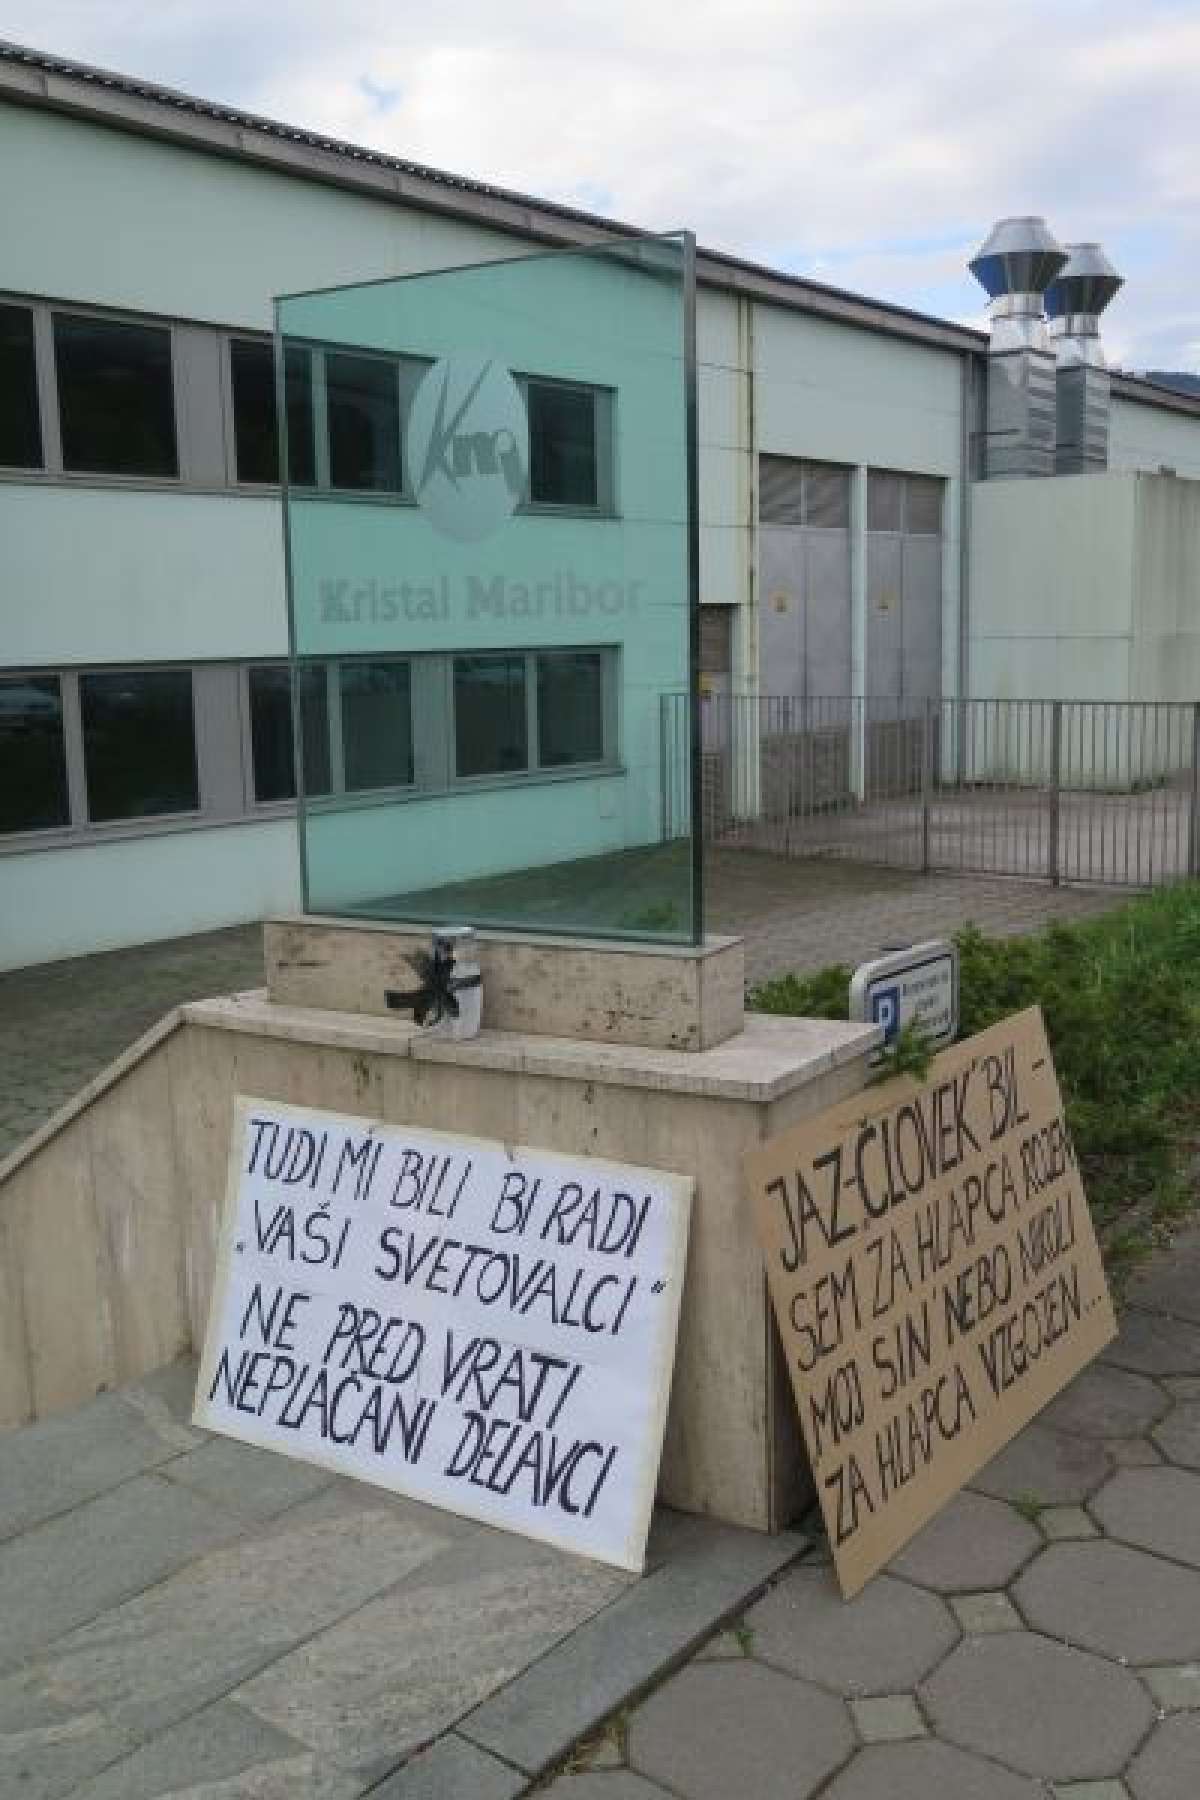 Km
Kristal Maribor
TUDI MI BILI BI RADI
"VAŠI SVETOVALCI"
NE PRED VRATI
NEPLAČANI DELAVCI
P
JAZ "ČLOVEK" BIL -
SEM ZA HLAPCA ROJEN
MOJ SIN NEBO NIKOLI
ZA HLAPCA VZGOJEN...